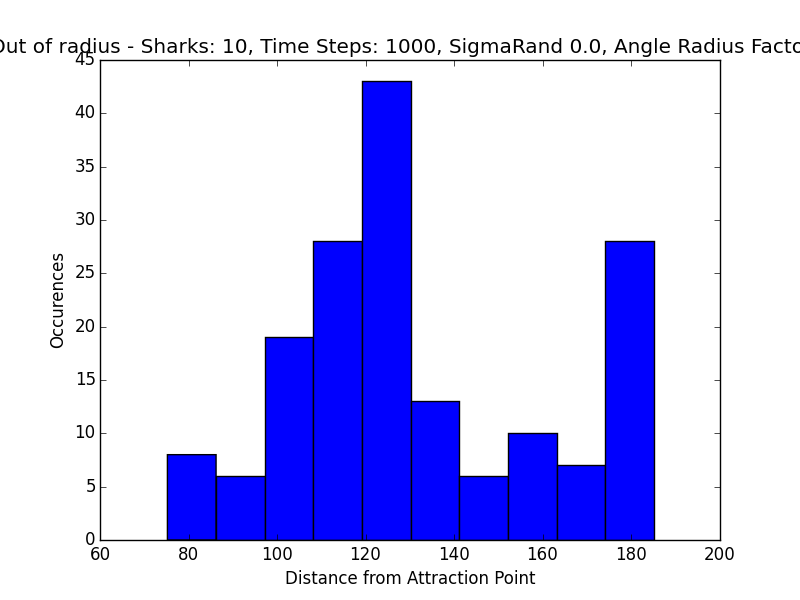 Out of radius - Sharks: 10, Time Steps: 1000, SigmaRand 0.0, Angle Radius Facto
45
40
35
30
25
20
15
10
5
0
Occurences
60 80 100 120 140 160 180 200
Distance from Attraction Point